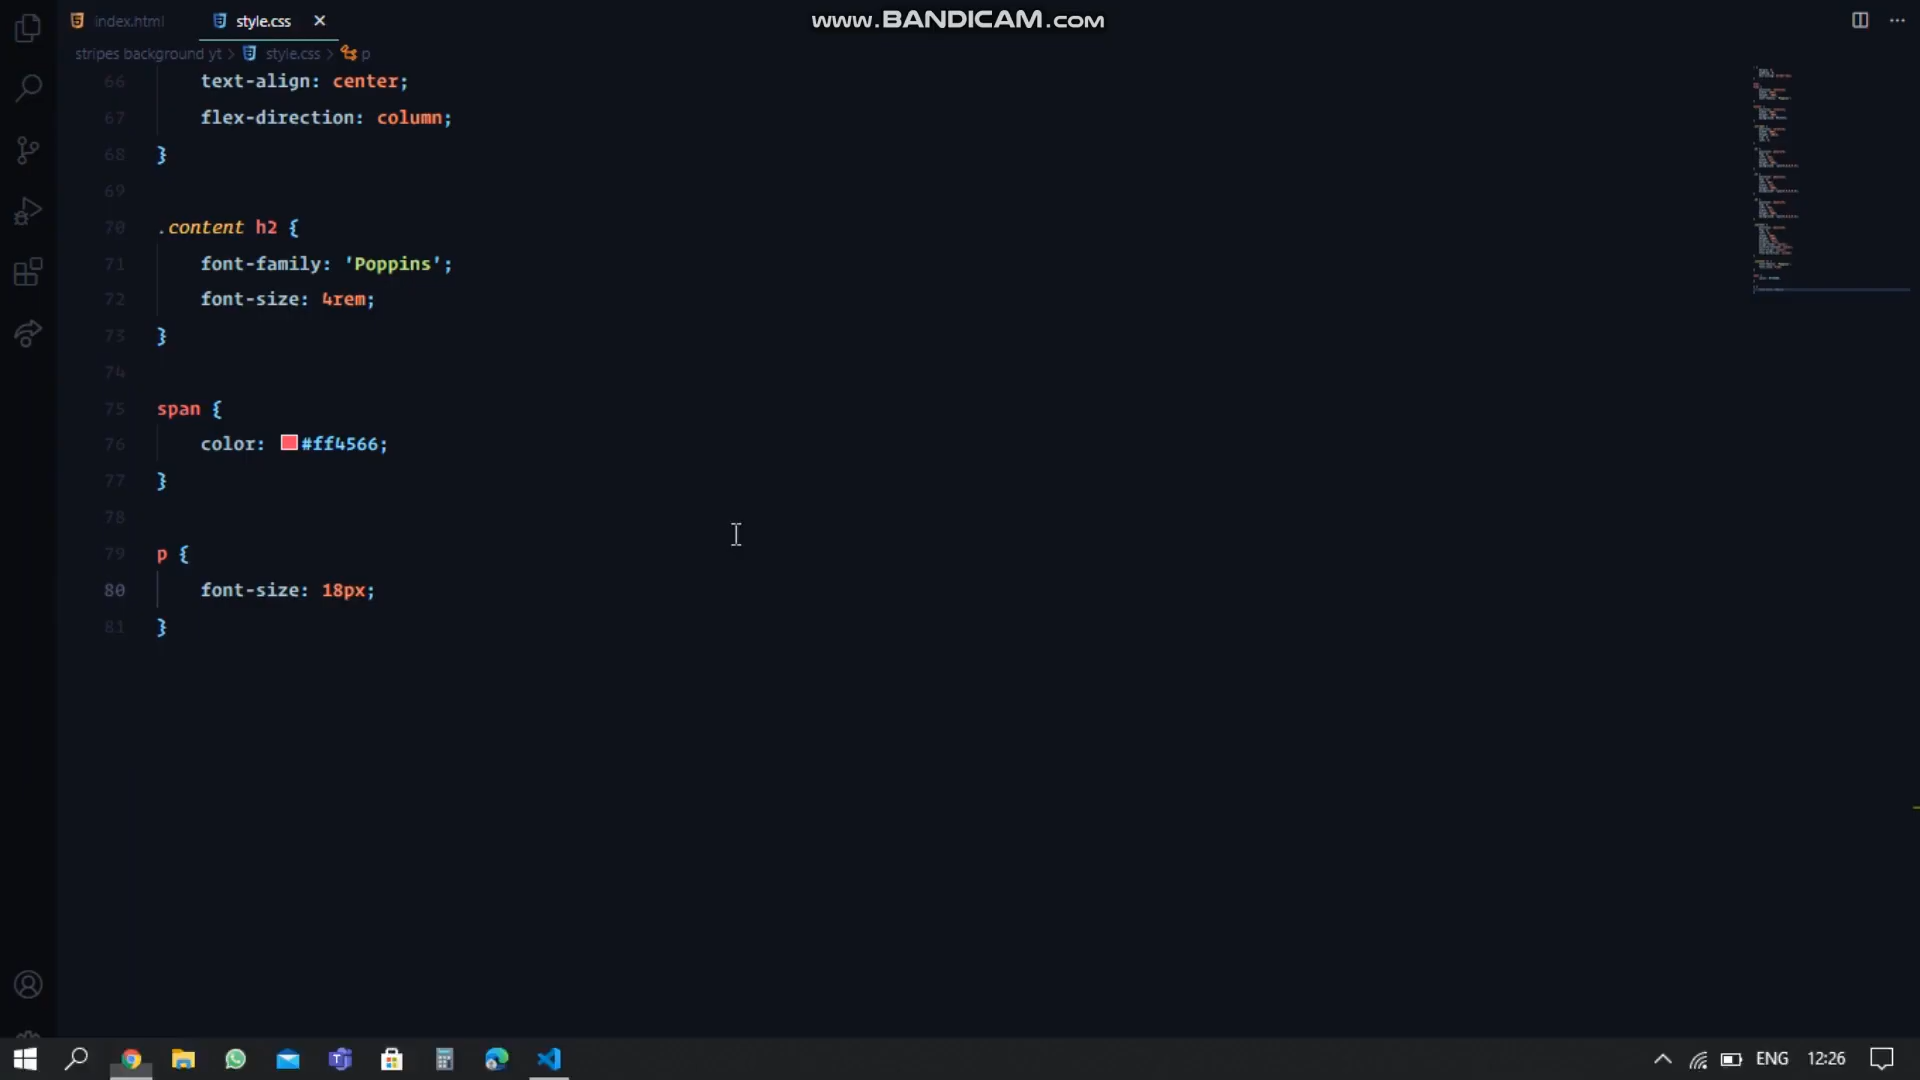 index.html style.css
www.BANDICAM.com
stripes background yt > style.css > p
66 text-align: center;
67 flex-direction: column;
68 }
69
70 .content h2 {
71 font-family: 'Poppins';
72 font-size: 4rem;
73 }
74
75 span {
76 color: #ff4566;
77 }
78
79 p {
80 font-size: 18px;
81 }
ENG 12:26